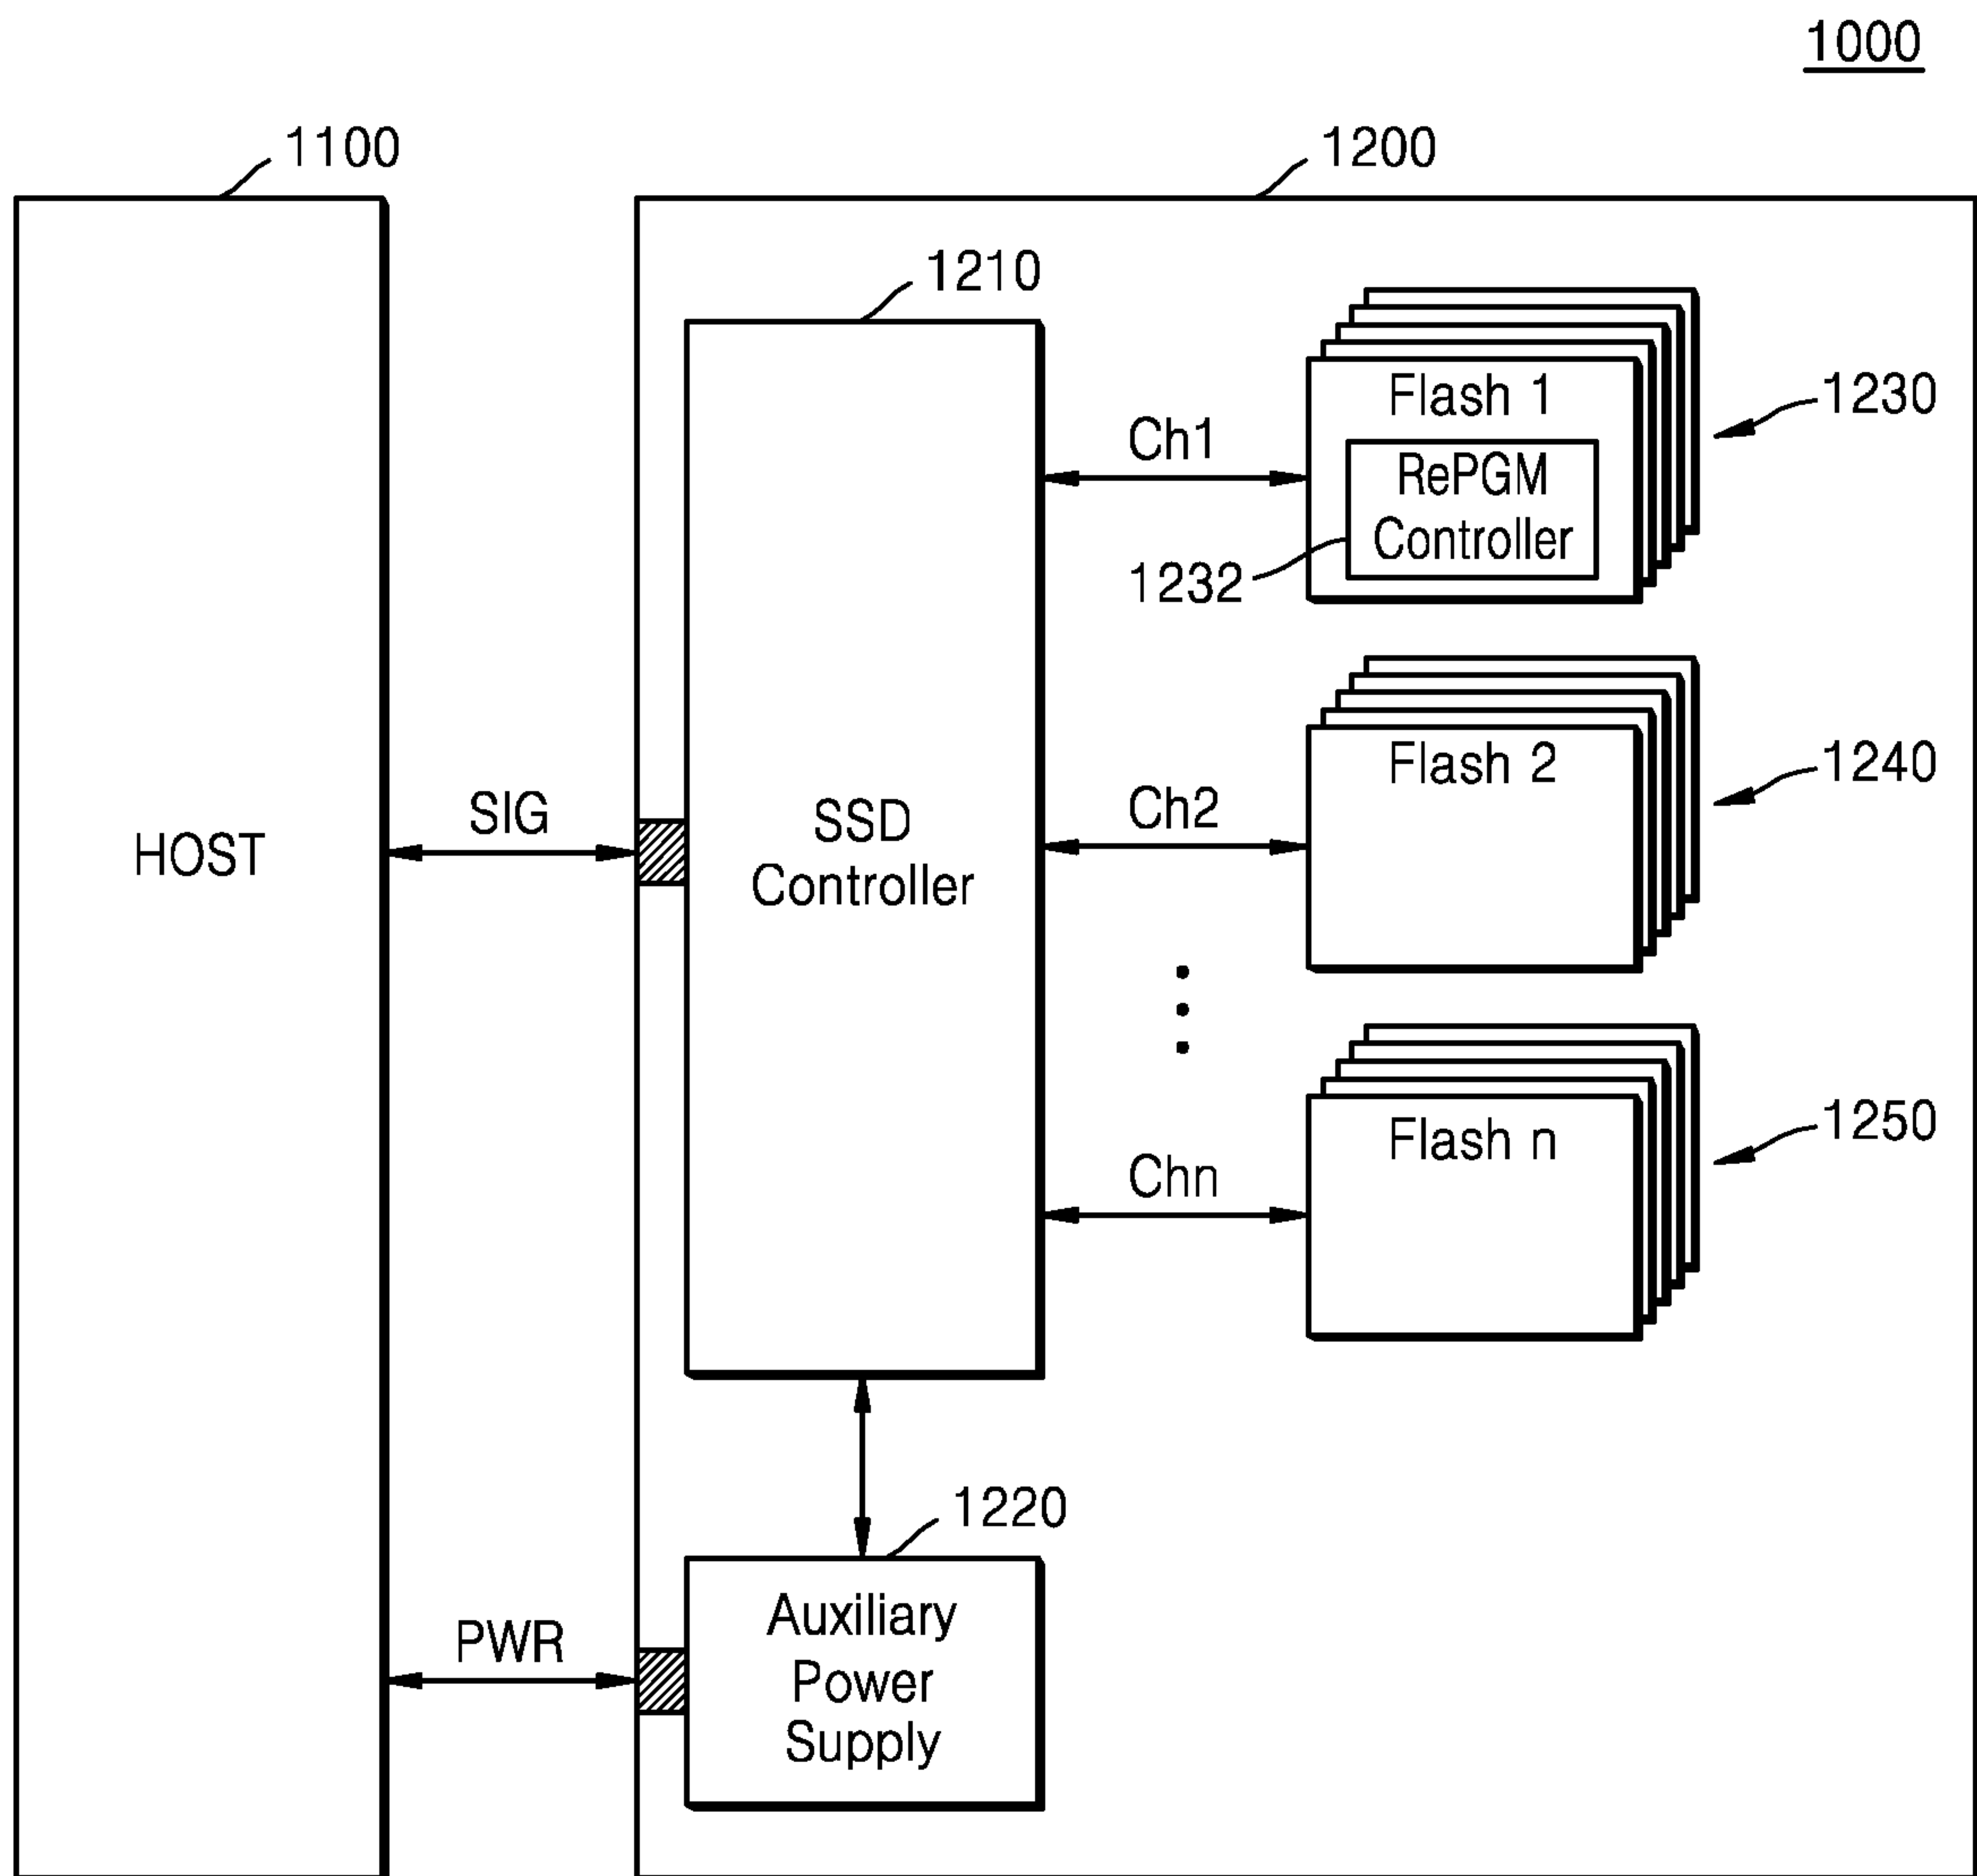 1000
1100
1200
1210
Flash 1
1230
Ch1
RePGM
Controller
1232
Flash 2
1240
Ch2
SIG
SSD
Controller
HOST
Flash n
1250
Chn
1220
Auxiliary
Power
Supply
PWR